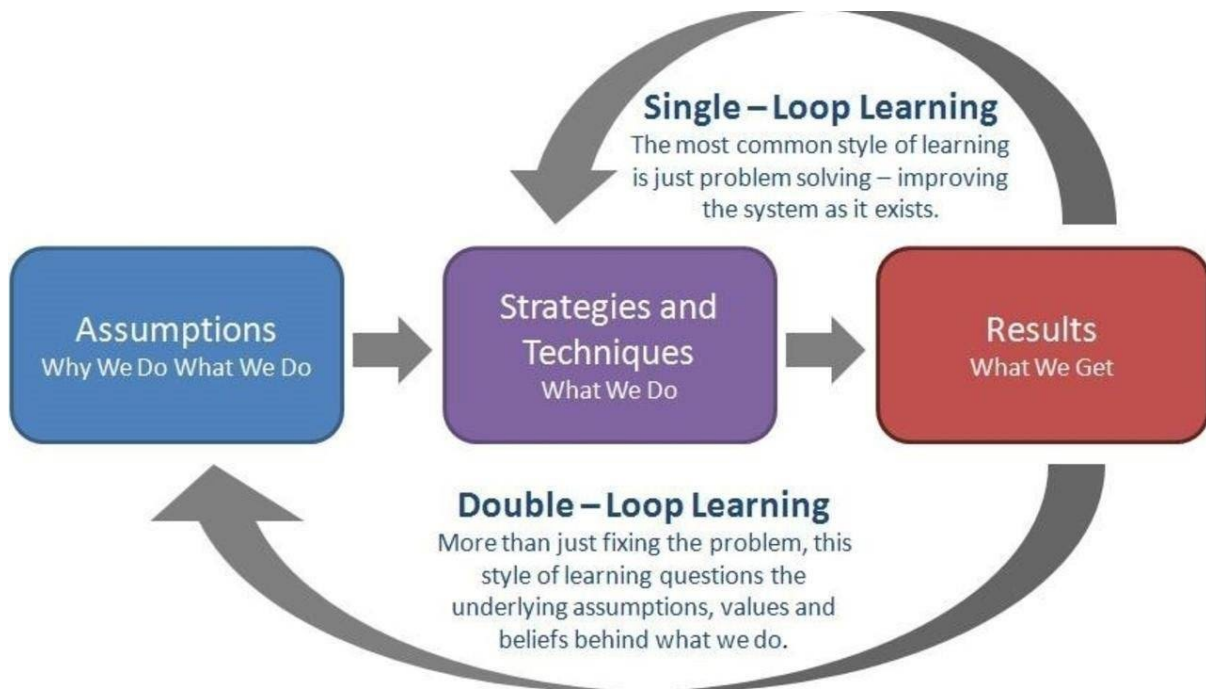 Single – Loop Learning
The most common style of learning
is just problem solving – improving
the system as it exists.
Assumptions
Why We Do What We Do
Strategies and
Techniques
What We Do
Results
What We Get
Double – Loop Learning
More than just fixing the problem, this
style of learning questions the
underlying assumptions, values and
beliefs behind what we do.